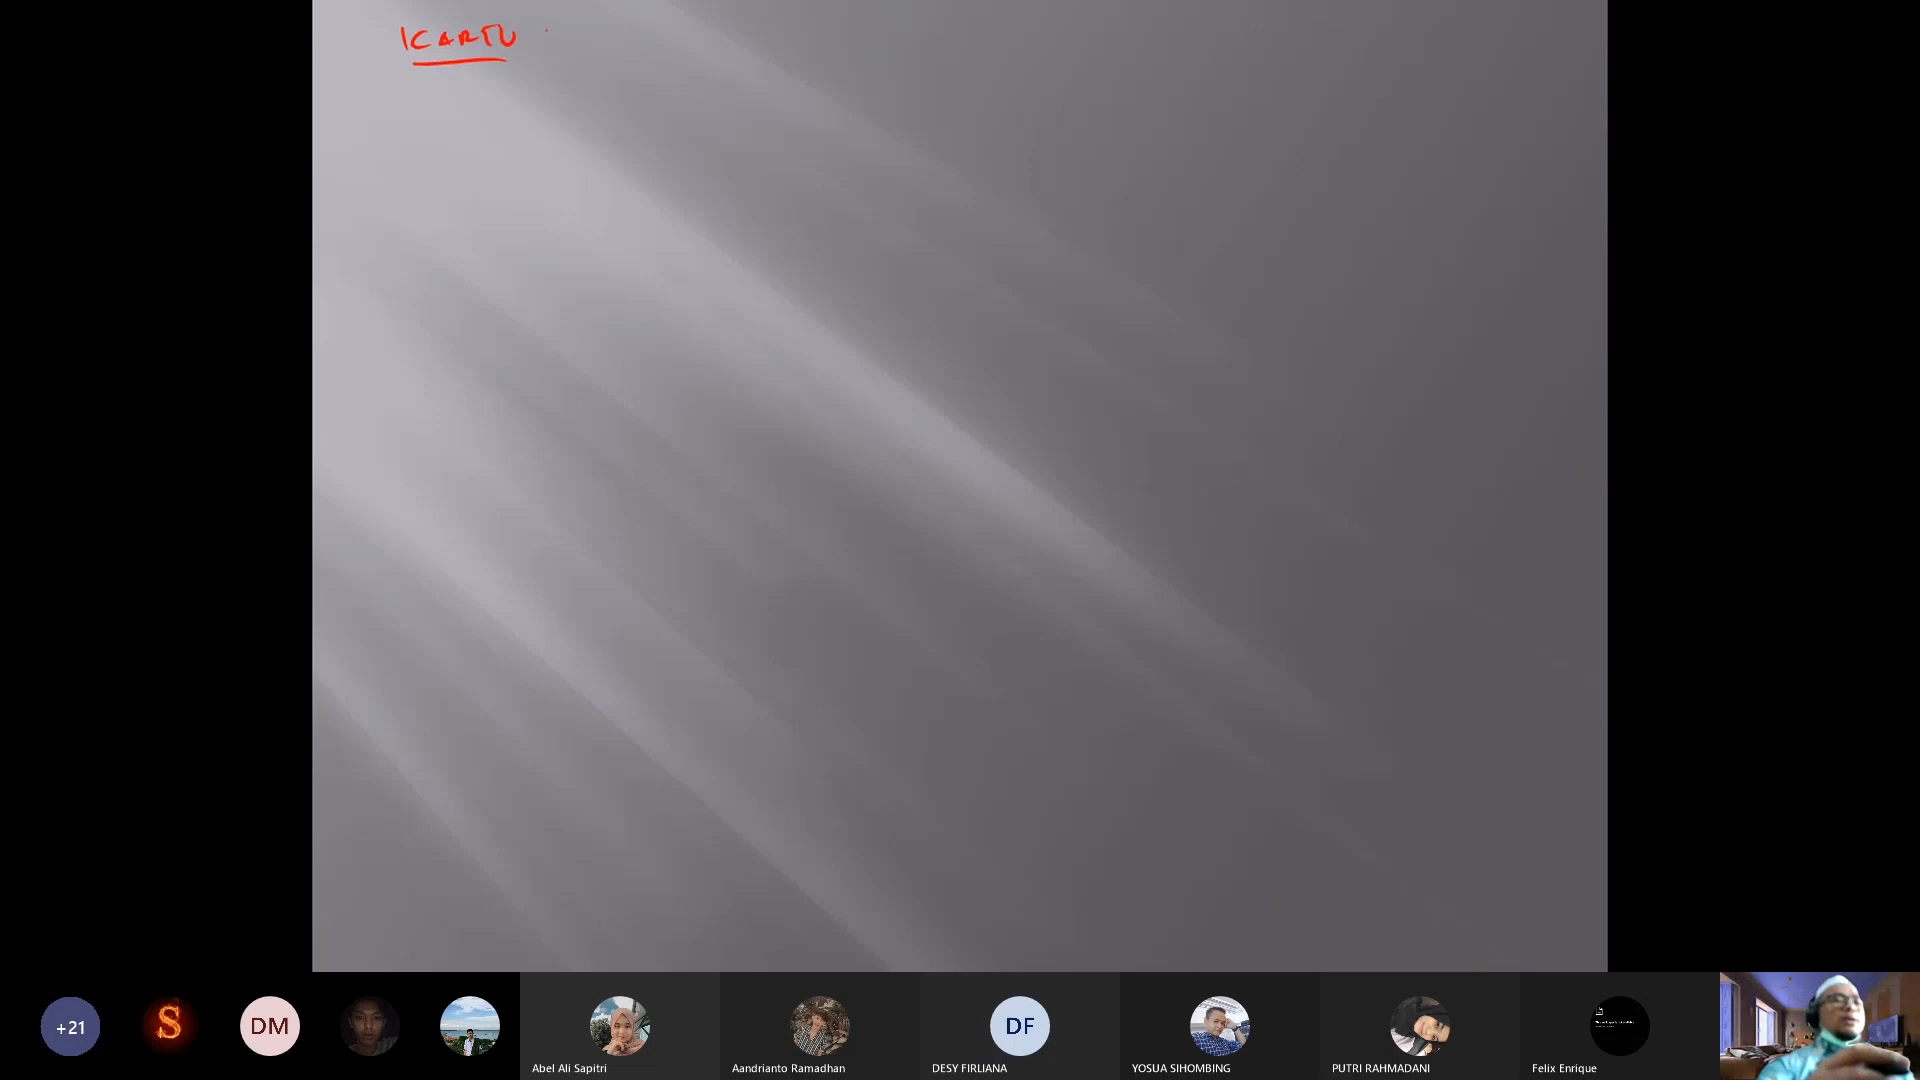 KARTU
+21
S
DM
DF
Abel Ali Sapitri
Aandrianto Ramadhan
DESY FIRLIANA
YOSUA SIHOMBING
PUTRI RAHMADANI
Felix Enrique